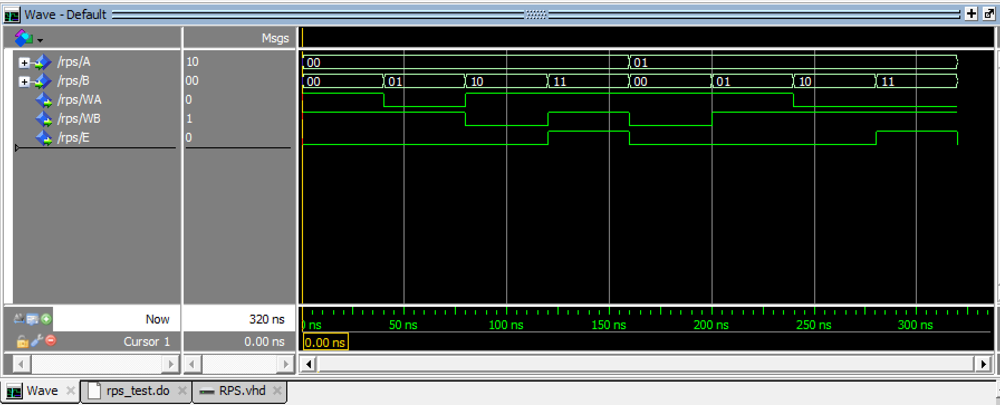 Wave - Default
Msgs
/rps/A 10 00 01
/rps/B 00 00 01 10 11 00 01 10 11
/rps/WA 0
/rps/WB 1
/rps/E 0
Now 320 ns
ns 50 ns 100 ns 150 ns 200 ns 250 ns 300 ns
Cursor 1 0.00 ns 0.00 ns
Wave rps_test.do RPS.vhd